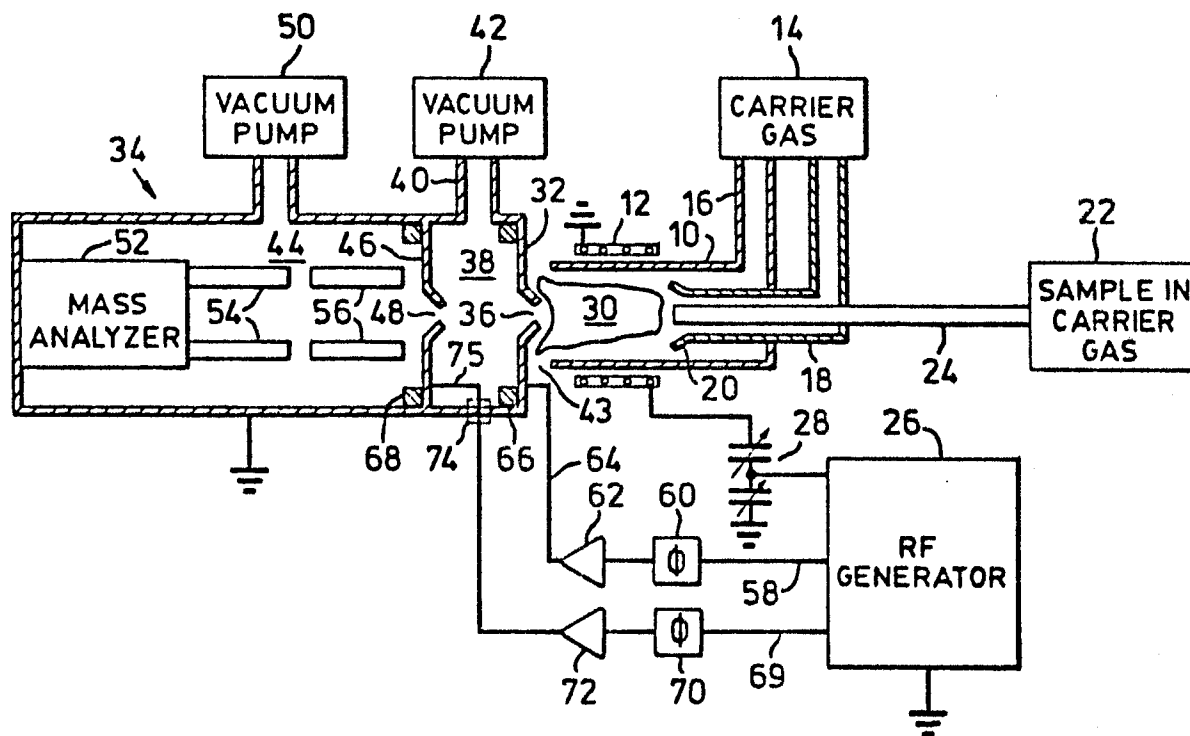 50
42
14
VACUUM
PUMP
VACUUM
PUMP
CARRIER
GAS
34
40
32
12
16
10
22
52
44
46
38
MASS
ANALYZER
54
56
48
36
30
SAMPLE IN
CARRIER
GAS
75
20
18
24
43
68
74
66
64
28
26
62
60
Φ
58
RF
GENERATOR
72
Φ
70
69